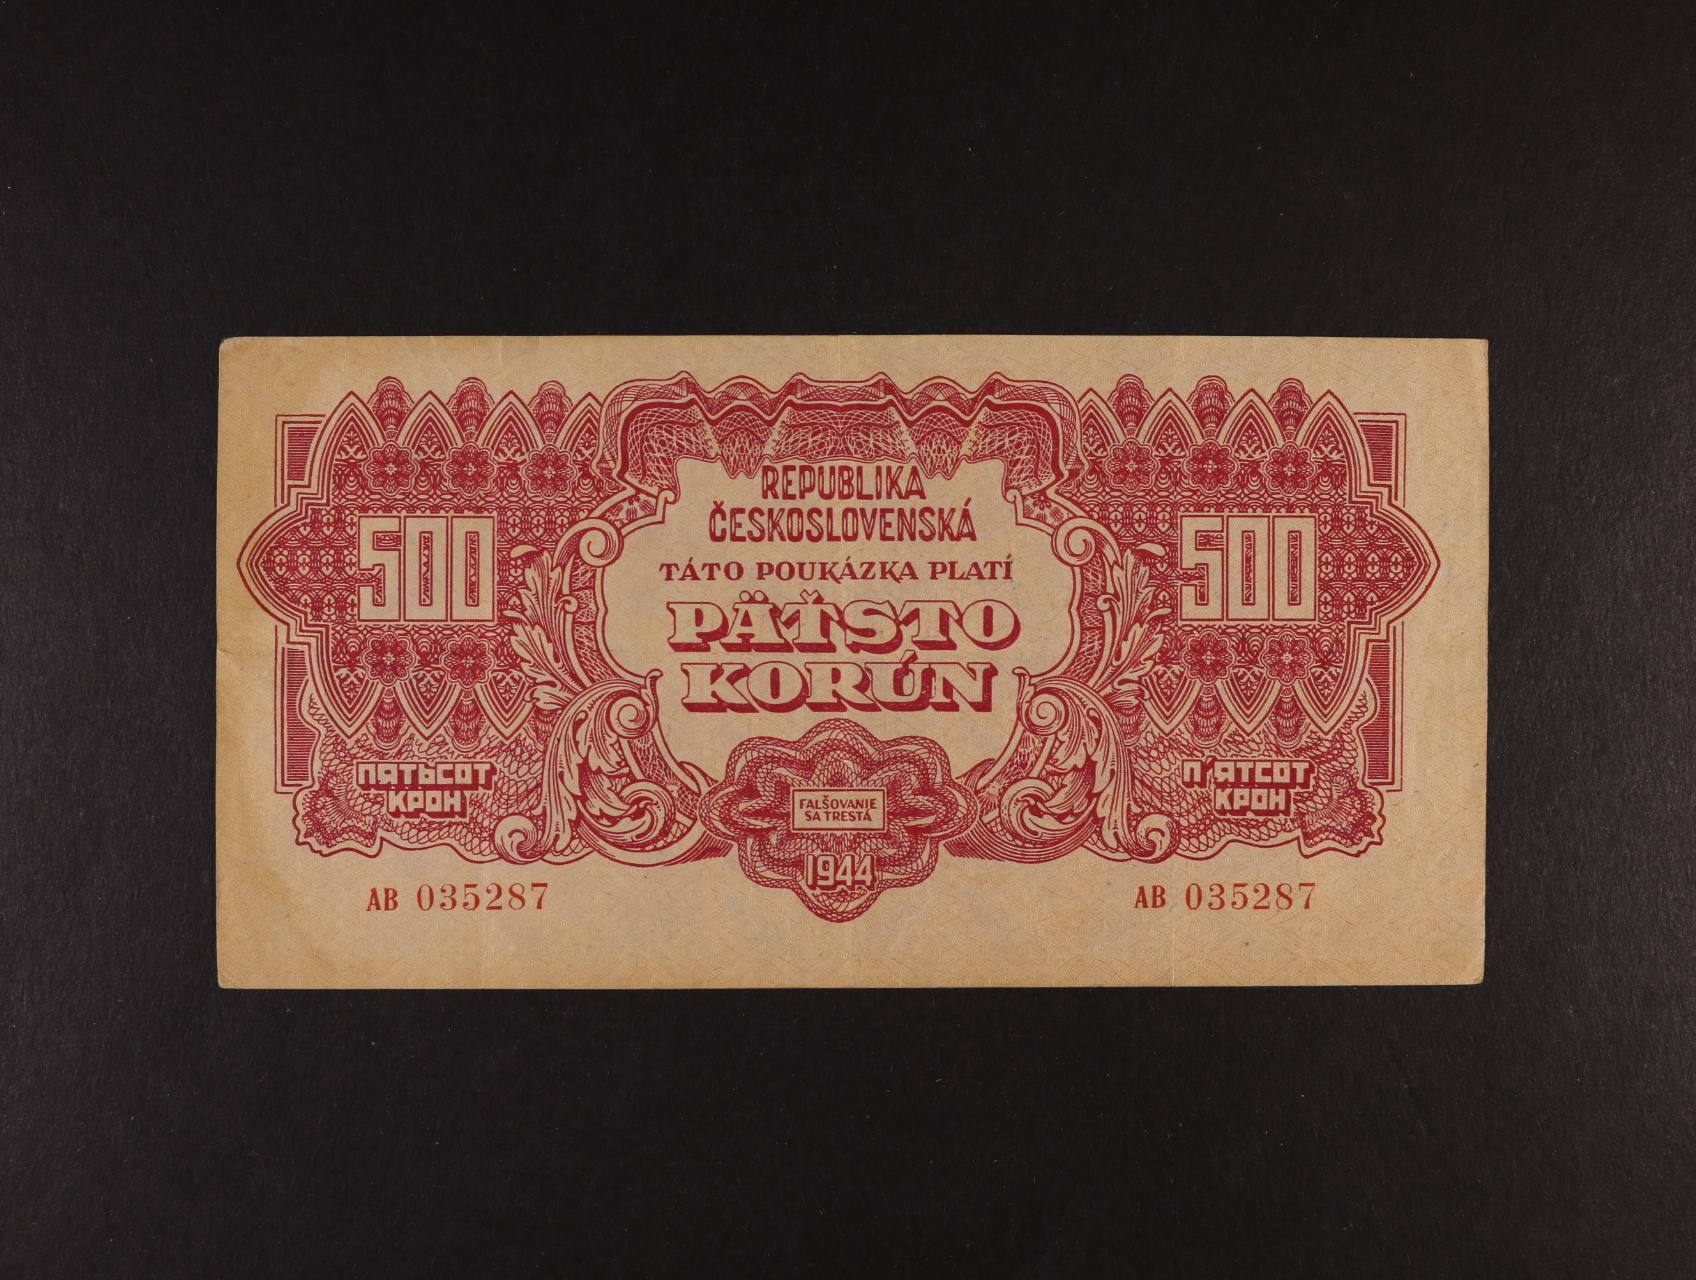 REPUBLIKA
ČESKOSLOVENSKÁ
TÁTO POUKÁZKA PLATÍ
500
500
PÄŤSTO
KORÚN
ПЯТЬСОТ
КРОН
П'ЯТСОТ
КРОН
FALŠOVANIE
SA TRESTÁ
1944
AB 035287
AB 035287